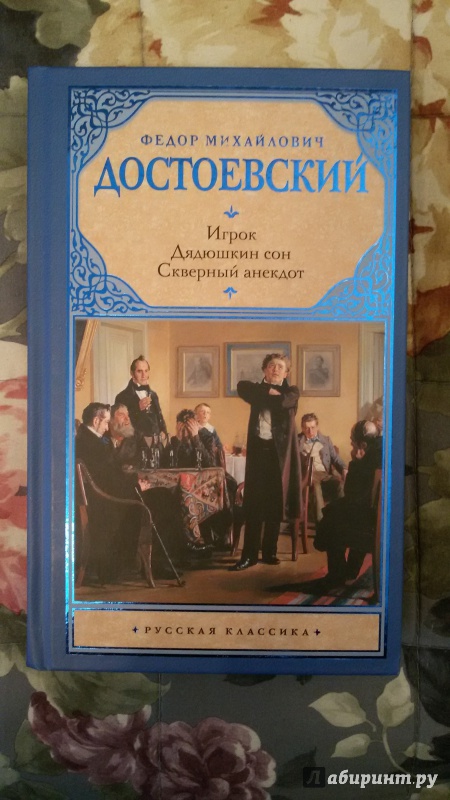 ФЕДОР МИХАЙЛОВИЧ
ДОСТОЕВСКИЙ
Игрок
Дядюшкин сон
Скверный анекдот
РУССКАЯ КЛАССИКА
Лабиринт.ру